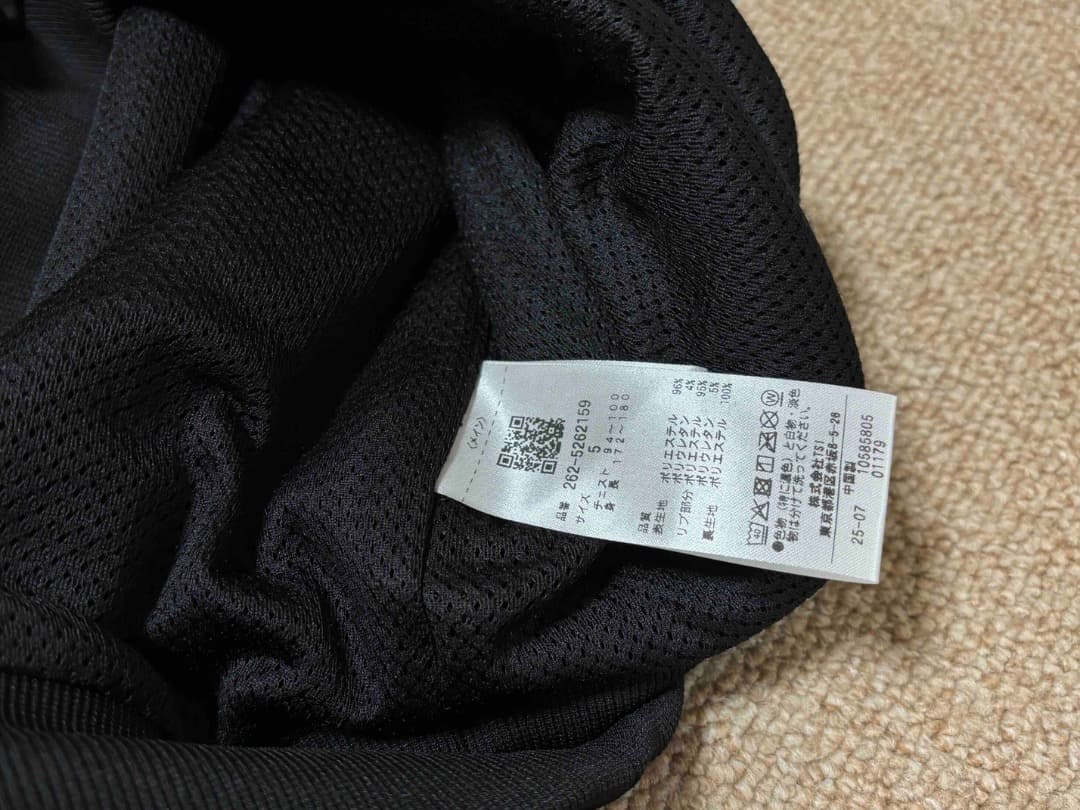 (メイン)
品番 262-5262159
サイズ 5
チェスト 94～100
身長 172～180
品質
表生地 ポリエステル 96%
ポリウレタン 4%
リブ部分 ポリエステル 95%
ポリウレタン 5%
裏生地 ポリエステル 100%
40
W
●色物(特に濃色)と白物・淡色
物は分けて洗ってください。
株式会社TSI
東京都港区赤坂8-5-26
中国製
25-07
10585805
01179